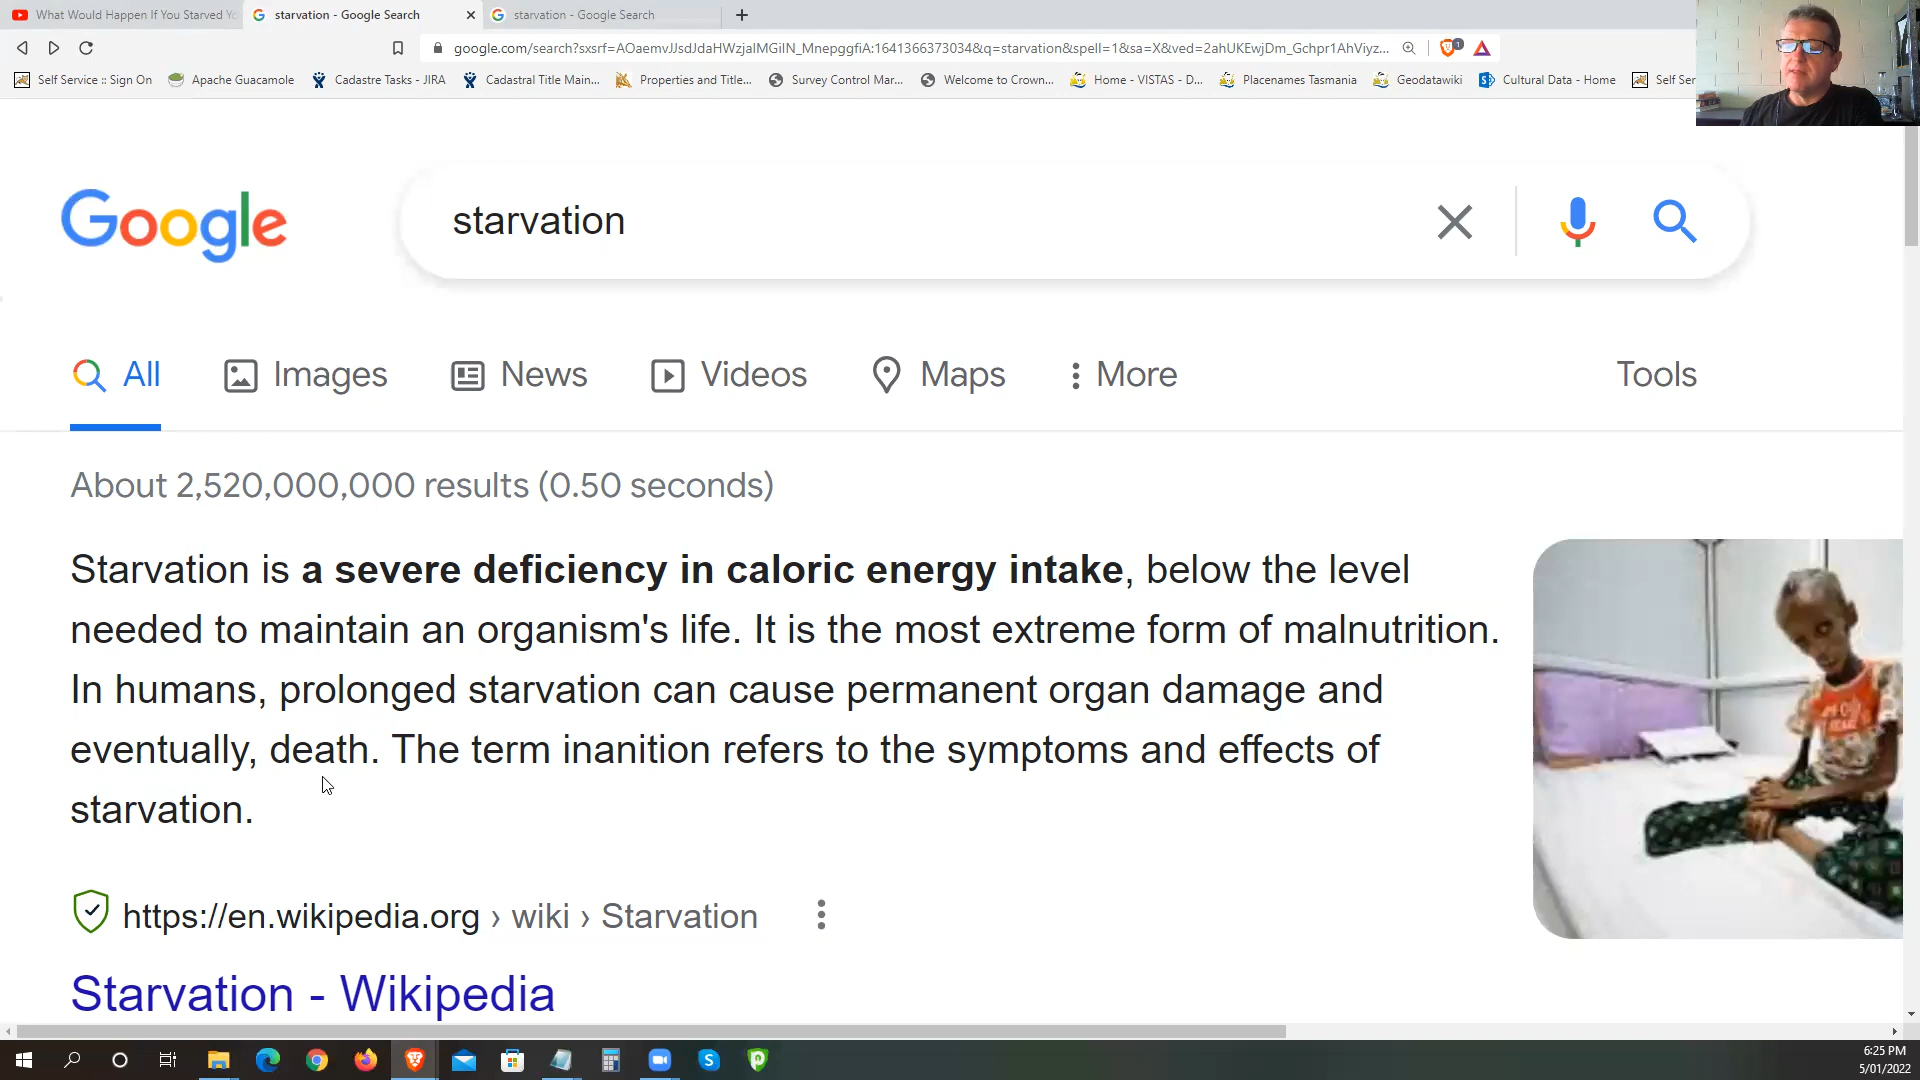 What Would Happen If You Starved Yo
starvation - Google Search
starvation - Google Search
google.com/search?sxsrf=AOaemvJJsdJdaHWzjaIMGilN_MnepggfiA:1641366373034&q=starvation&spell=1&sa=X&ved=2ahUKEwjDm_Gchpr1AhViyz...
1
Self Service :: Sign On
Apache Guacamole
Cadastre Tasks - JIRA
Cadastral Title Main...
Properties and Title...
Survey Control Mar...
Welcome to Crown...
Home - VISTAS - D...
Placenames Tasmania
Geodatawiki
Cultural Data - Home
Self Ser
Google
starvation
All
Images
News
Videos
Maps
More
Tools
About 2,520,000,000 results (0.50 seconds)
Starvation is a severe deficiency in caloric energy intake, below the level
needed to maintain an organism's life. It is the most extreme form of malnutrition.
In humans, prolonged starvation can cause permanent organ damage and
eventually, death. The term inanition refers to the symptoms and effects of
starvation.
https://en.wikipedia.org › wiki › Starvation
Starvation - Wikipedia
6:25 PM
5/01/2022